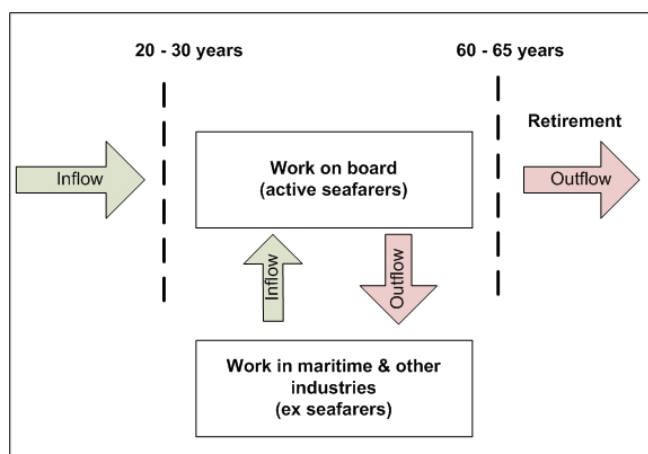 20 - 30 years
60 - 65 years
Retirement
Inflow
Work on board
(active seafarers)
Outflow
Inflow
Outflow
Work in maritime & other
industries
(ex seafarers)